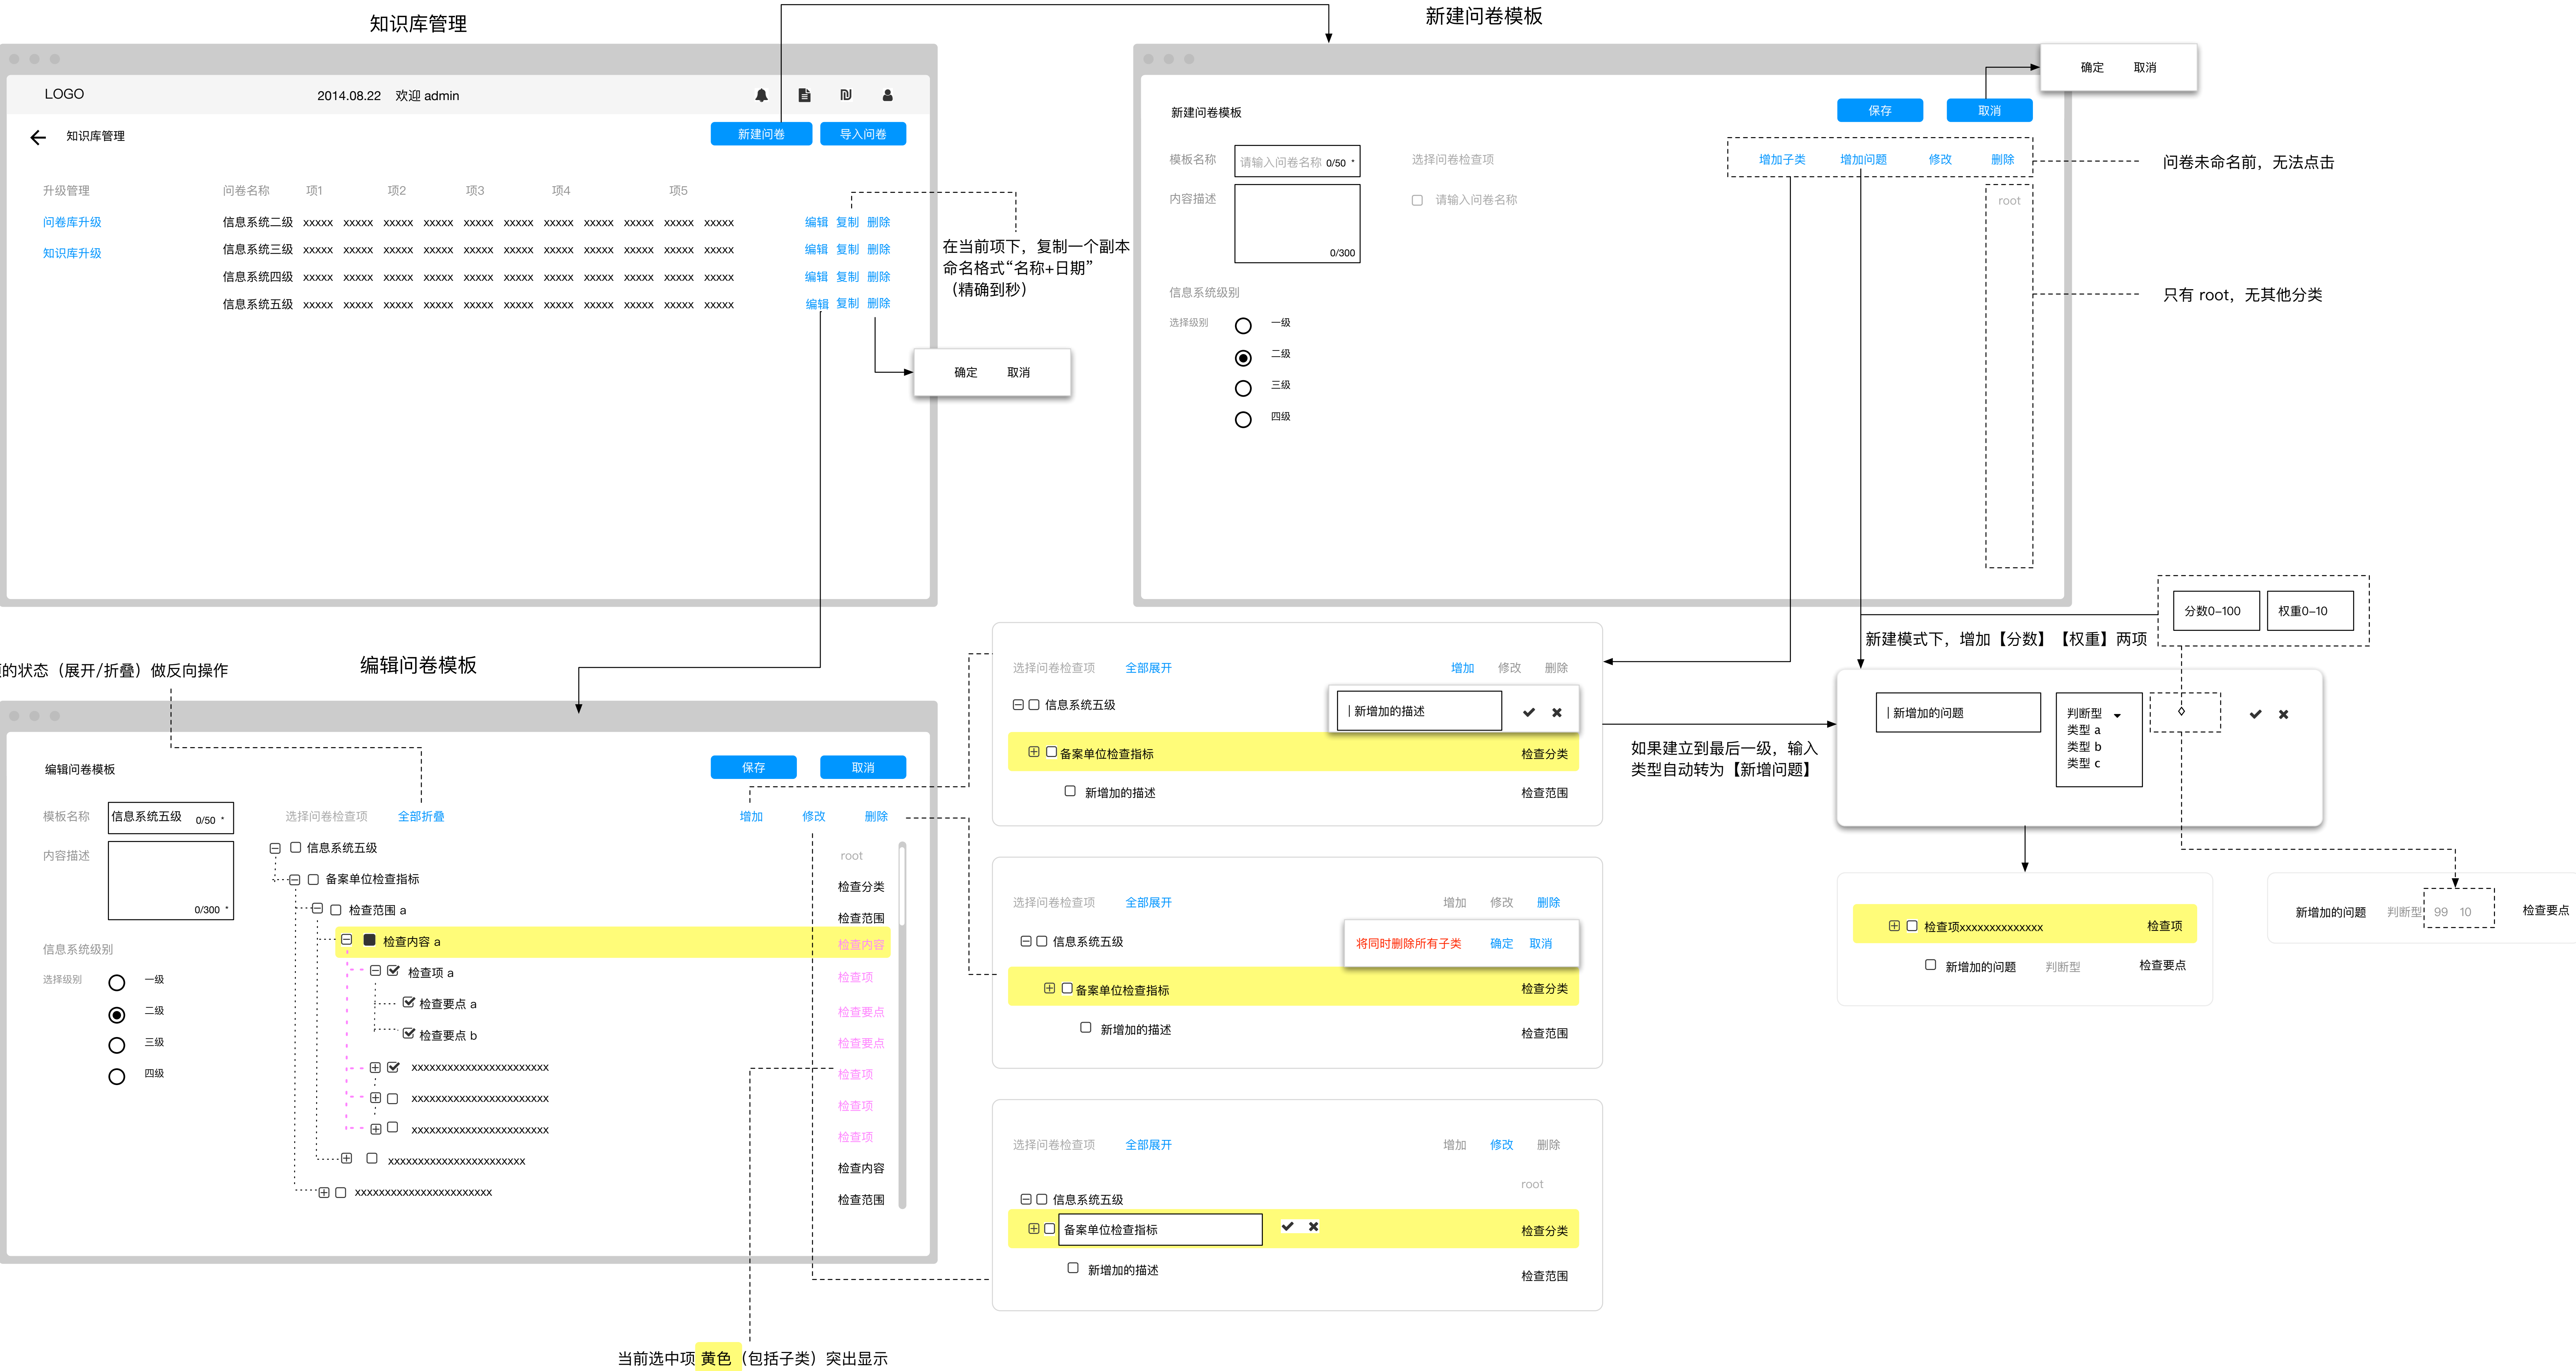 知识库管理
LOGO
2014.08.22 欢迎 admin
知识库管理
新建问卷
导入问卷
升级管理
问卷库升级
知识库升级
问卷名称 项1 项2 项3 项4 项5
信息系统二级 xxxxx xxxxx xxxxx xxxxx xxxxx xxxxx xxxxx xxxxx xxxxx xxxxx xxxxx 编辑 复制 删除
信息系统三级 xxxxx xxxxx xxxxx xxxxx xxxxx xxxxx xxxxx xxxxx xxxxx xxxxx xxxxx 编辑 复制 删除
信息系统四级 xxxxx xxxxx xxxxx xxxxx xxxxx xxxxx xxxxx xxxxx xxxxx xxxxx xxxxx 编辑 复制 删除
信息系统五级 xxxxx xxxxx xxxxx xxxxx xxxxx xxxxx xxxxx xxxxx xxxxx xxxxx xxxxx 编辑 复制 删除
在当前项下，复制一个副本
命名格式“名称+日期”
（精确到秒）
确定 取消
新建问卷模板
确定 取消
新建问卷模板
保存 取消
模板名称 请输入问卷名称 0/50 *
选择问卷检查项
增加子类 增加问题 修改 删除
问卷未命名前，无法点击
内容描述
0/300
请输入问卷名称
root
只有 root，无其他分类
信息系统级别
选择级别
一级
二级
三级
四级
的状态（展开/折叠）做反向操作
编辑问卷模板
编辑问卷模板
保存 取消
模板名称 信息系统五级 0/50 *
选择问卷检查项 全部折叠
增加 修改 删除
内容描述
0/300 *
信息系统级别
选择级别
一级
二级
三级
四级
信息系统五级 root
备案单位检查指标 检查分类
检查范围 a 检查范围
检查内容 a 检查内容
检查项 a 检查项
检查要点 a 检查要点
检查要点 b 检查要点
xxxxxxxxxxxxxxxxxxxxxxx 检查项
xxxxxxxxxxxxxxxxxxxxxxx 检查项
xxxxxxxxxxxxxxxxxxxxxxx 检查项
xxxxxxxxxxxxxxxxxxxxxxx 检查内容
xxxxxxxxxxxxxxxxxxxxxxx 检查范围
当前选中项 黄色（包括子类）突出显示
选择问卷检查项 全部展开 增加 修改 删除
信息系统五级
新增加的描述
备案单位检查指标 检查分类
新增加的描述 检查范围
如果建立到最后一级，输入
类型自动转为【新增问题】
选择问卷检查项 全部展开 增加 修改 删除
信息系统五级
将同时删除所有子类 确定 取消
备案单位检查指标 检查分类
新增加的描述 检查范围
选择问卷检查项 全部展开 增加 修改 删除
root
信息系统五级
备案单位检查指标 检查分类
新增加的描述 检查范围
分数0-100 权重0-10
新建模式下，增加【分数】【权重】两项
新增加的问题
判断型
类型 a
类型 b
类型 c
检查项xxxxxxxxxxxxxx 检查项
新增加的问题 判断型 检查要点
新增加的问题 判断型 99 10 检查要点